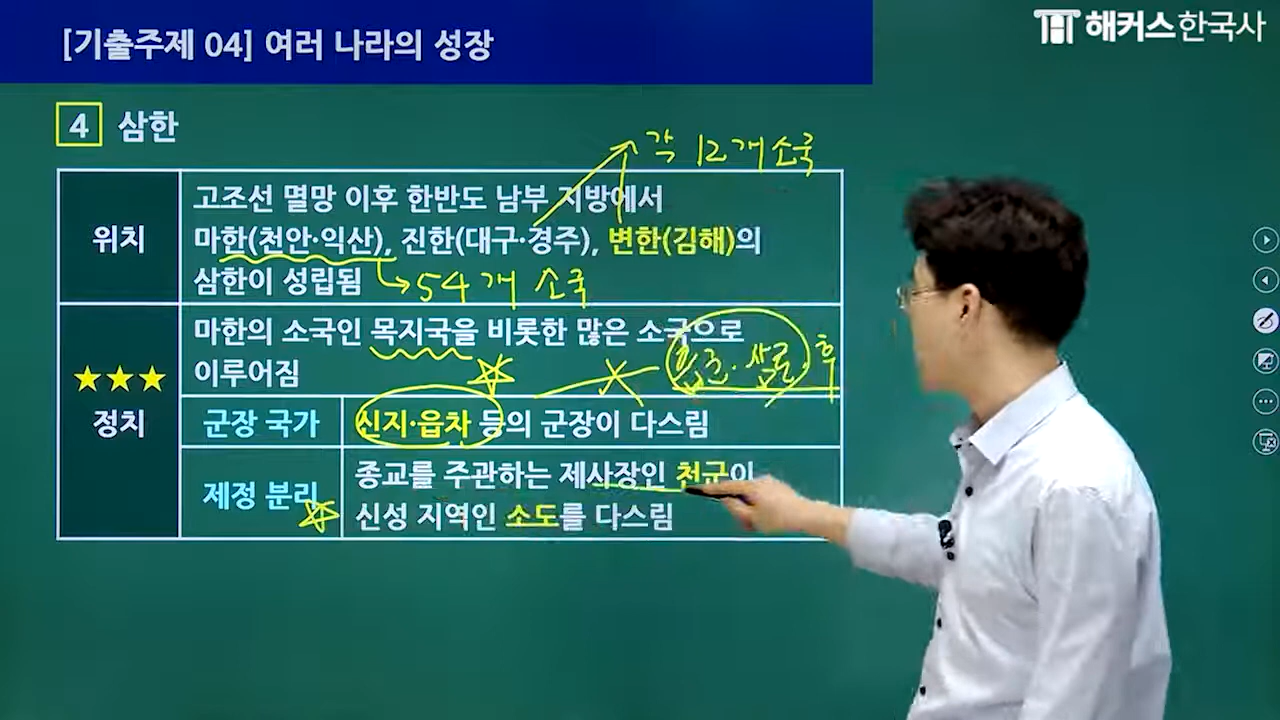 [기출주제 04] 여러 나라의 성장
해커스한국사
4 삼한
각 12개 소국
위치
고조선 멸망 이후 한반도 남부 지방에서
마한(천안·익산), 진한(대구·경주), 변한(김해)의
삼한이 성립됨
54개 소국
정치
마한의 소국인 목지국을 비롯한 많은 소국으로
이루어짐
읍군·삼로 후
군장 국가
신지·읍차 등의 군장이 다스림
제정 분리
종교를 주관하는 제사장인 천군이
신성 지역인 소도를 다스림